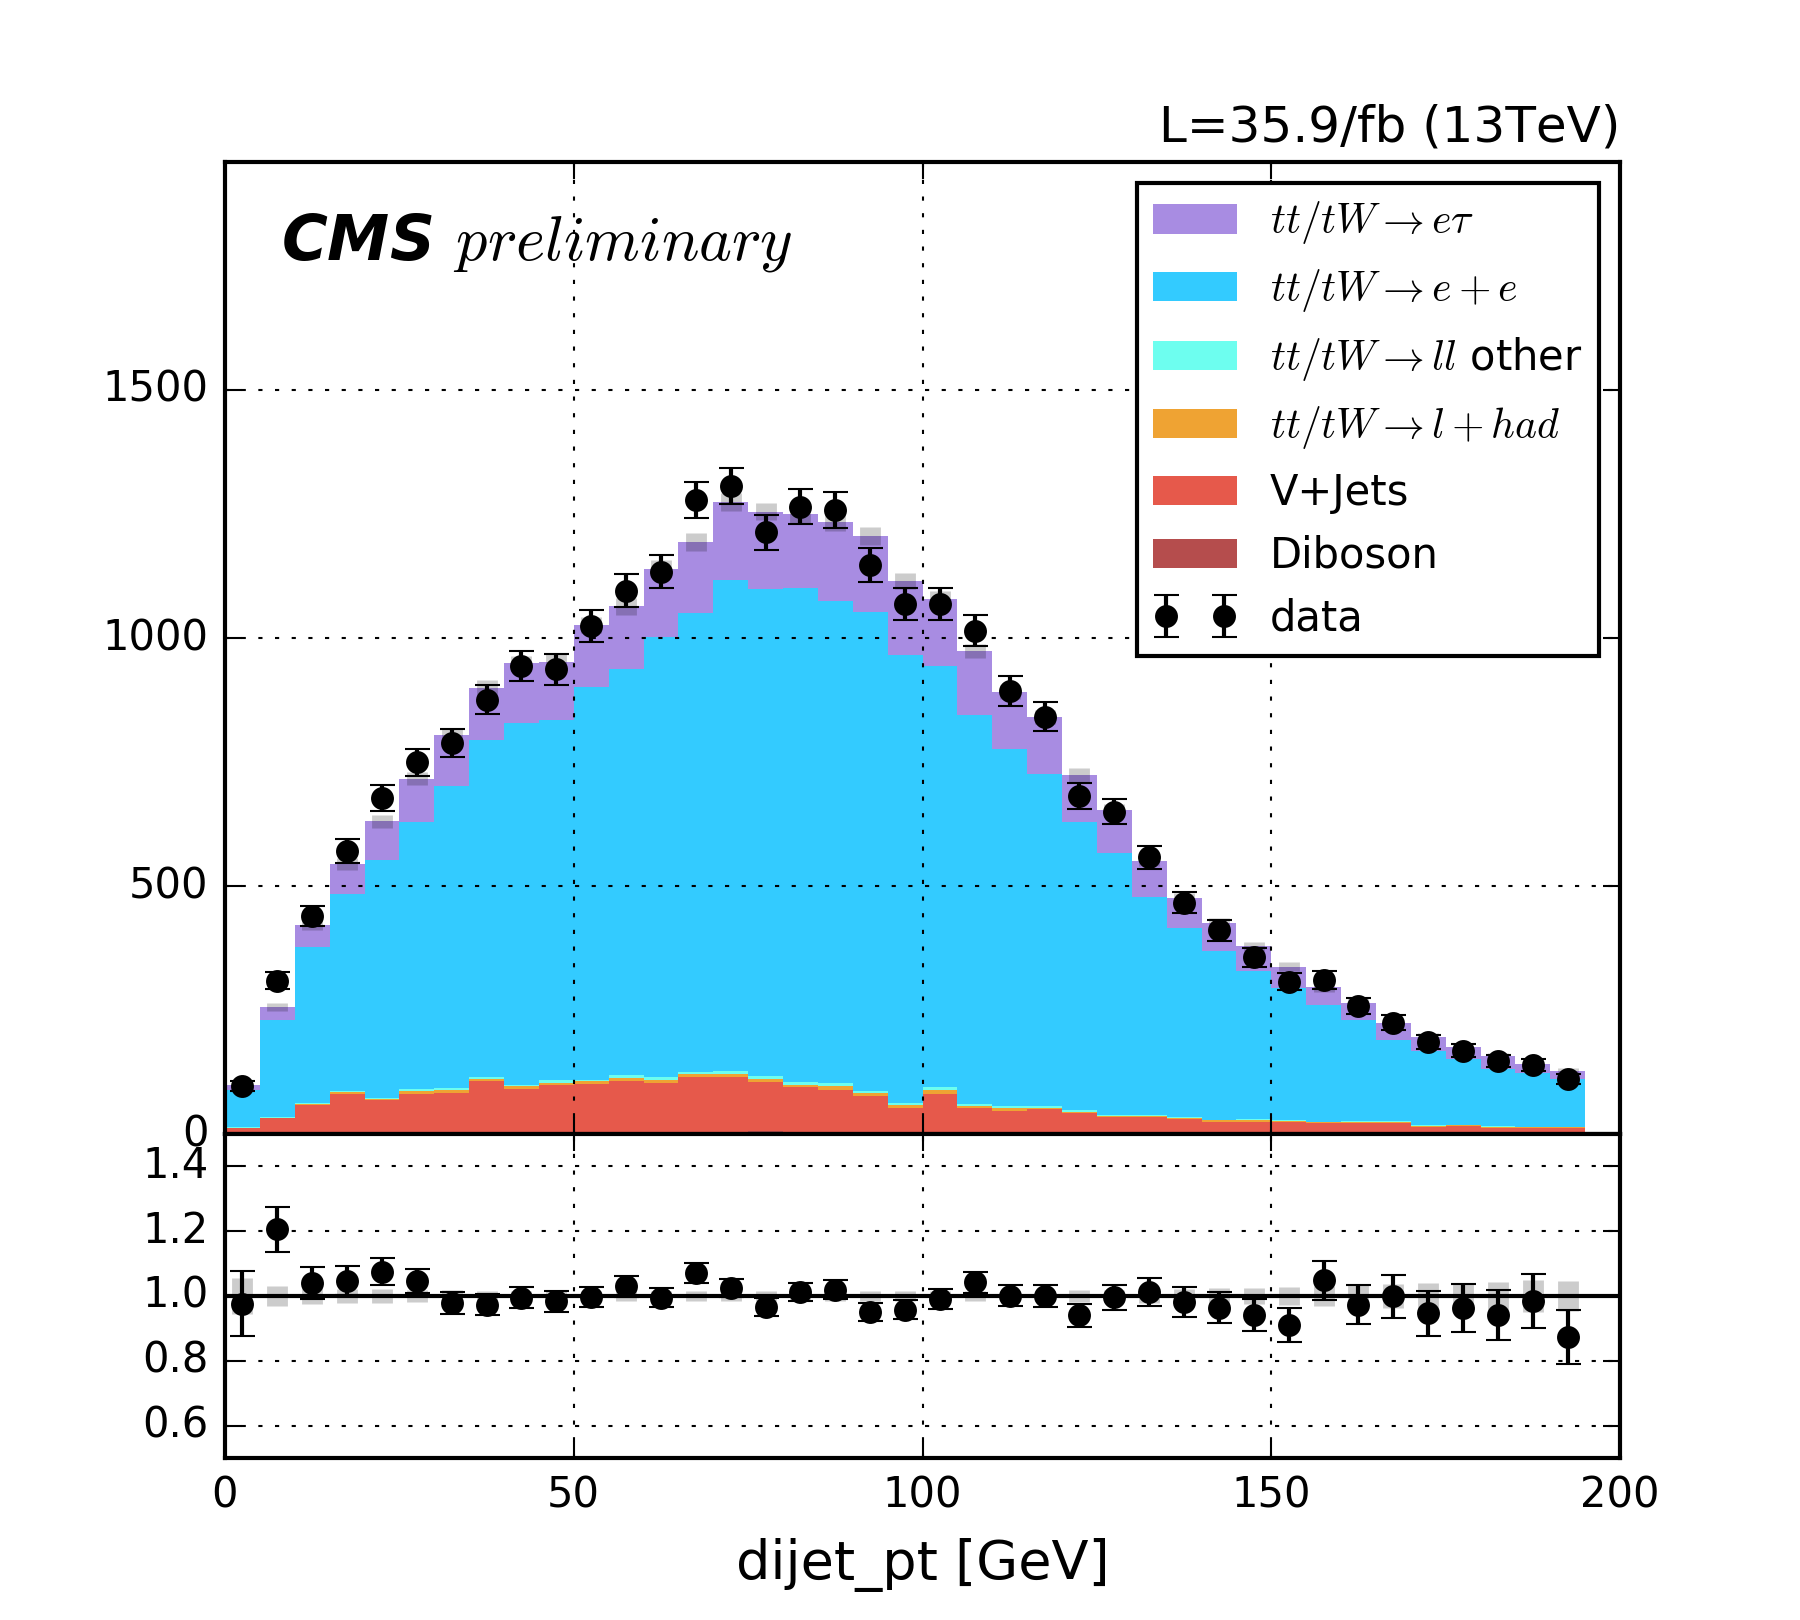 L=35.9/fb (13TeV)
CMS preliminary
tt/tW→eτ
tt/tW→e+e
tt/tW→ll other
tt/tW→l+had
V+Jets
Diboson
data
1500
1000
500
0
1.4
1.2
1.0
0.8
0.6
0 50 100 150 200
dijet_pt [GeV]